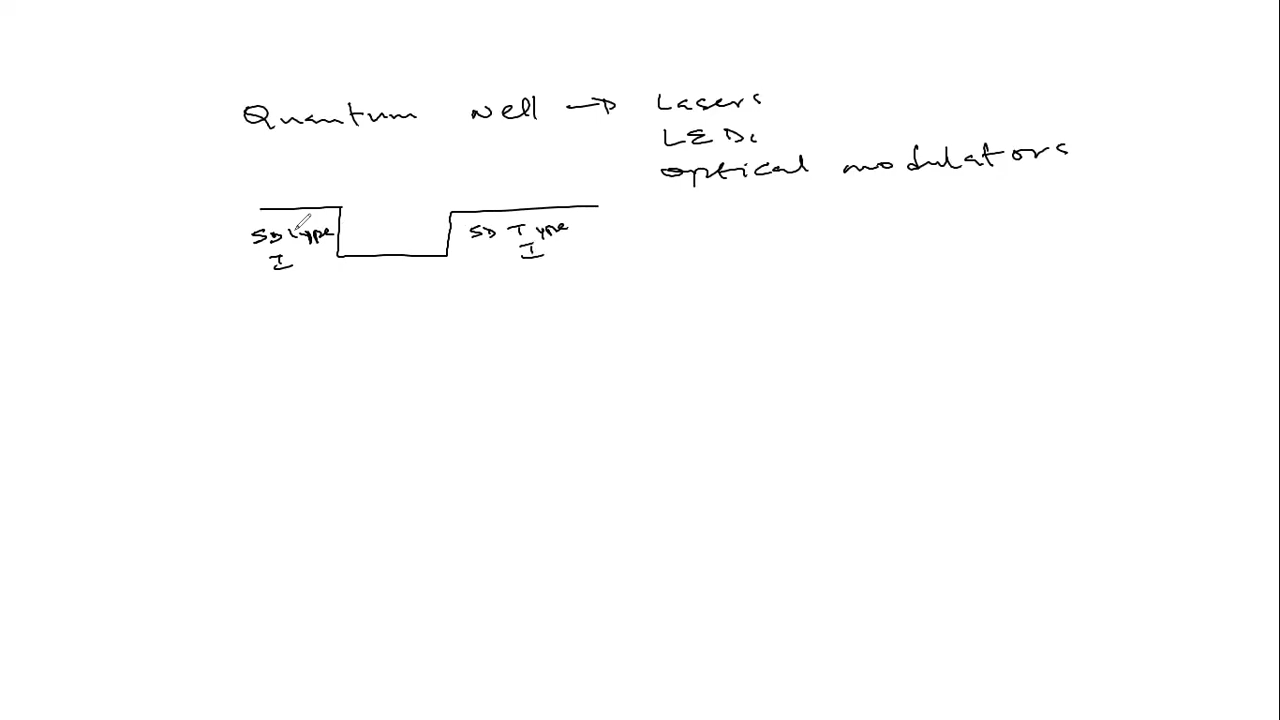 Quantum well → Lasers
LEDs
optical modulators
SD Type
I
SD Type
I